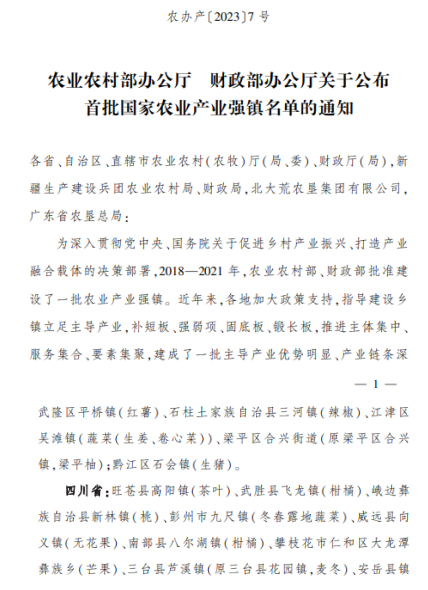 农办产〔2023〕7 号
农业农村部办公厅　财政部办公厅关于公布
首批国家农业产业强镇名单的通知
各省、自治区、直辖市农业农村(农牧)厅(局、委)、财政厅(局),新
疆生产建设兵团农业农村局、财政局,北大荒农垦集团有限公司,
广东省农垦总局:
为深入贯彻党中央、国务院关于促进乡村产业振兴、打造产业
融合载体的决策部署,2018—2021 年,农业农村部、财政部批准建
设了一批农业产业强镇。近年来,各地加大政策支持,指导建设乡
镇立足主导产业,补短板、强弱项、固底板、锻长板,推进主体集中、
服务集合、要素集聚,建成了一批主导产业优势明显、产业链条深
— 1 —
武隆区平桥镇(红薯)、石柱土家族自治县三河镇(辣椒)、江津区
吴滩镇(蔬菜(生姜、卷心菜))、梁平区合兴街道(原梁平区合兴
镇,梁平柚);黔江区石会镇(生猪)。
四川省:旺苍县高阳镇(茶叶)、武胜县飞龙镇(柑橘)、峨边彝
族自治县新林镇(桃)、彭州市九尺镇(冬春露地蔬菜)、威远县向
义镇(无花果)、南部县八尔湖镇(柑橘)、攀枝花市仁和区大龙潭
彝族乡(芒果)、三台县芦溪镇(原三台县花园镇,麦冬)、安岳县镇